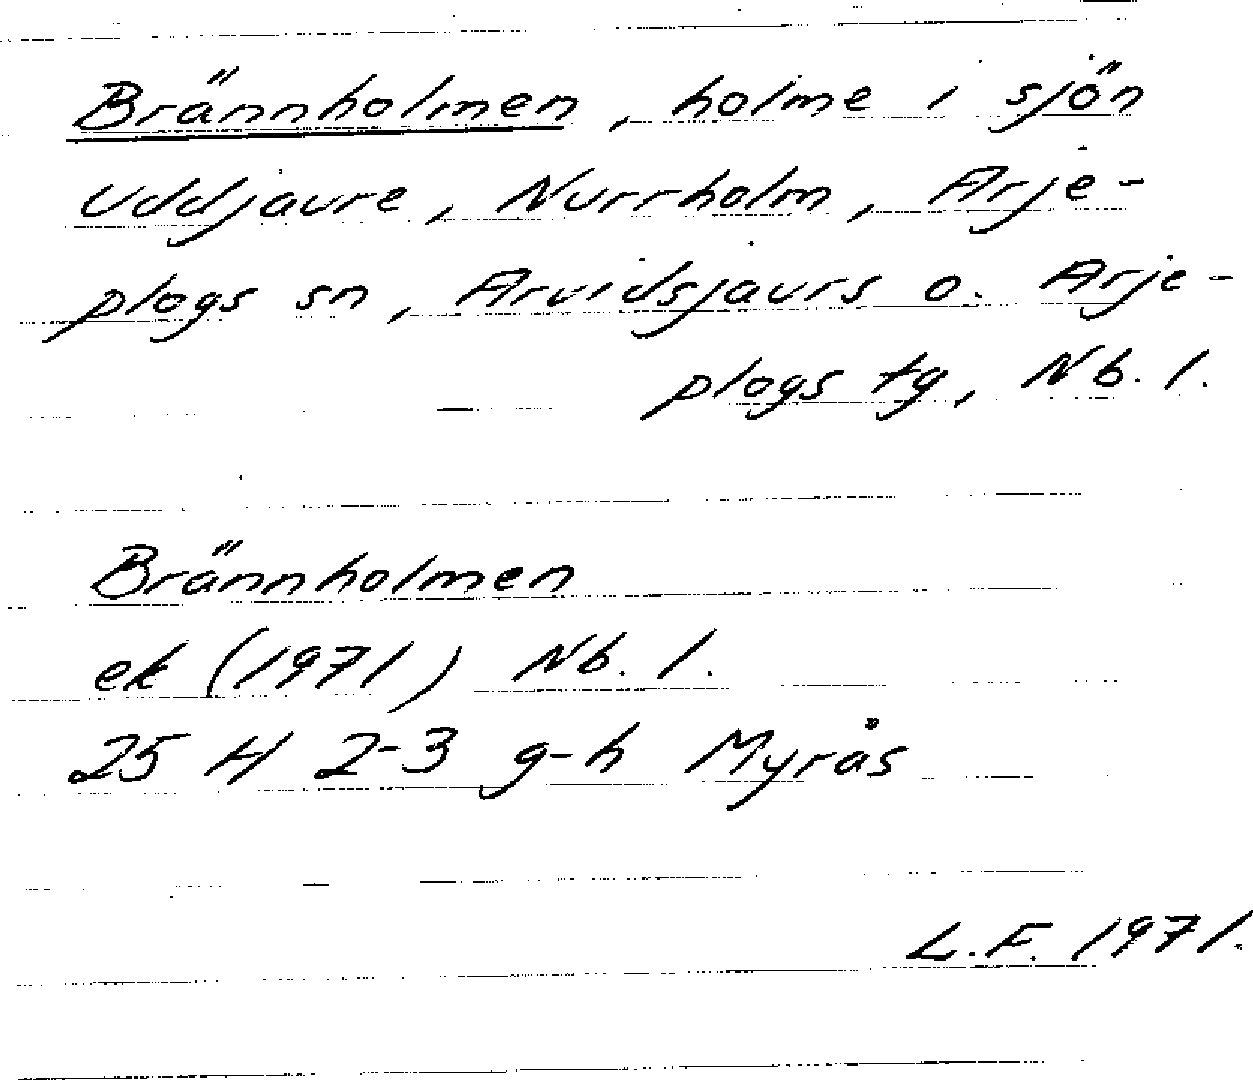 Brännholmen, holme i sjön
Uddjaure, Nurrholm, Arje-
plogs sn, Arvidsjaurs o. Arje-
plogs tg, Nb. l.
Brännholmen
ek (1971) Nb. l.
25 H 2-3 g-h Myrås
L.F. 1971.